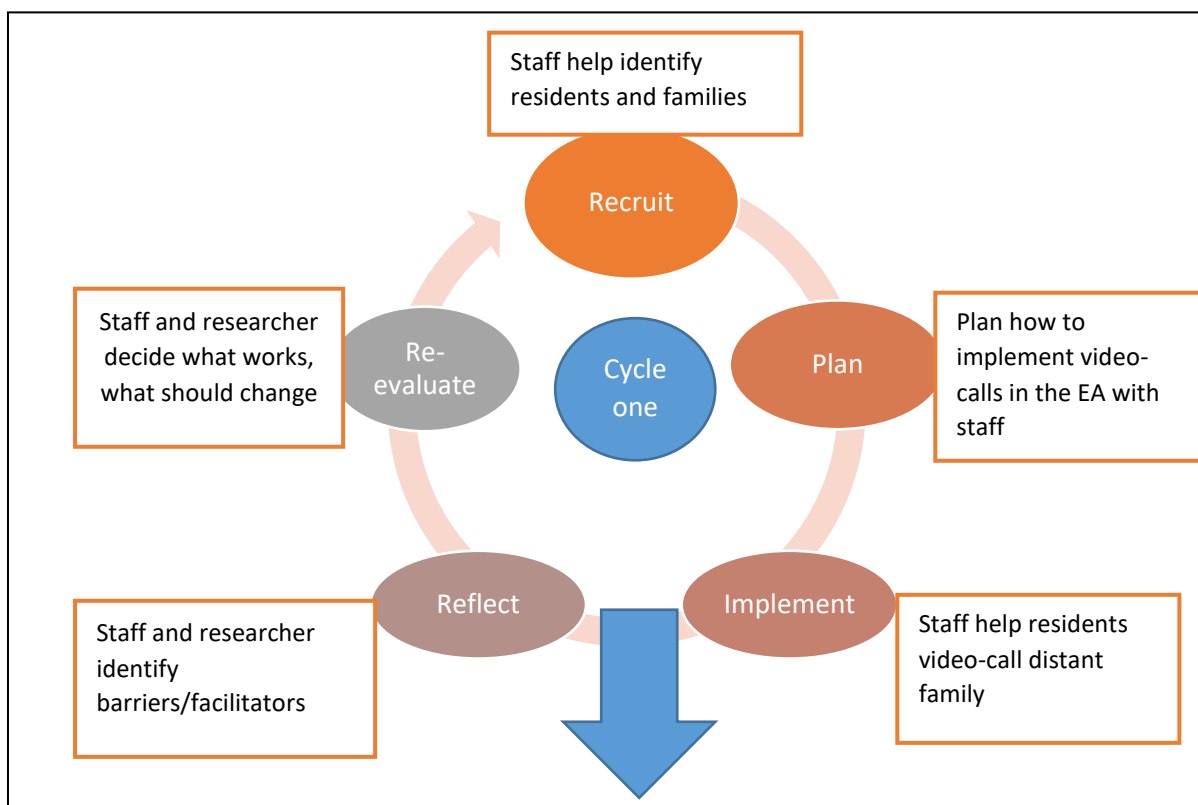 Staff help identify
residents and families
Recruit
Plan
Plan how to
implement video-
calls in the EA with
staff
Implement
Staff help residents
video-call distant
family
Reflect
Staff and researcher
identify
barriers/facilitators
Re-
evaluate
Staff and researcher
decide what works,
what should change
Cycle
one